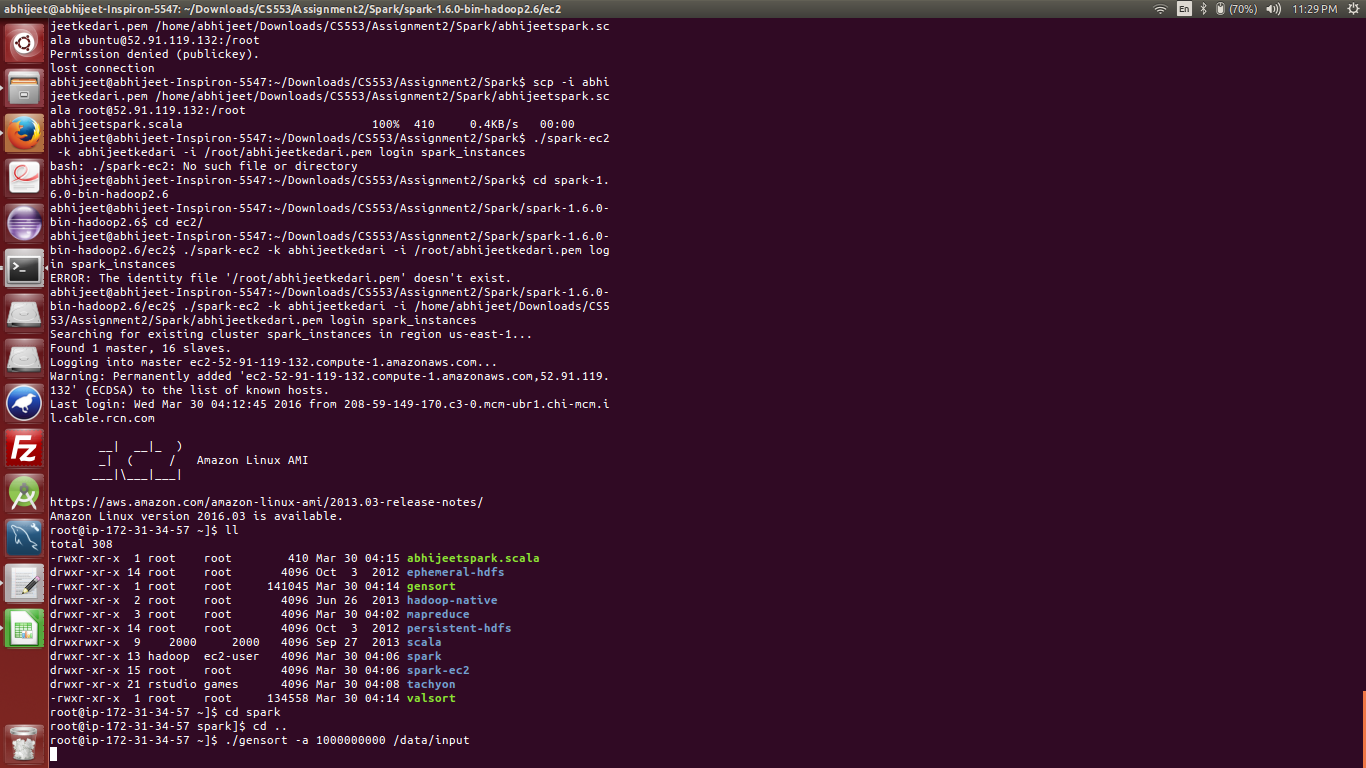 abhijeet@abhijeet-Inspiron-5547: ~/Downloads/CS553/Assignment2/Spark/spark-1.6.0-bin-hadoop2.6/ec2
En
(70%)
11:29 PM
jeetkedari.pem /home/abhijeet/Downloads/CS553/Assignment2/Spark/abhijeetspark.sc
ala ubuntu@52.91.119.132:/root
Permission denied (publickey).
lost connection
abhijeet@abhijeet-Inspiron-5547:~/Downloads/CS553/Assignment2/Spark$ scp -i abhi
jeetkedari.pem /home/abhijeet/Downloads/CS553/Assignment2/Spark/abhijeetspark.sc
ala root@52.91.119.132:/root
abhijeetspark.scala                           100%  410     0.4KB/s   00:00
abhijeet@abhijeet-Inspiron-5547:~/Downloads/CS553/Assignment2/Spark$ ./spark-ec2
 -k abhijeetkedari -i /root/abhijeetkedari.pem login spark_instances
bash: ./spark-ec2: No such file or directory
abhijeet@abhijeet-Inspiron-5547:~/Downloads/CS553/Assignment2/Spark$ cd spark-1.
6.0-bin-hadoop2.6
abhijeet@abhijeet-Inspiron-5547:~/Downloads/CS553/Assignment2/Spark/spark-1.6.0-
bin-hadoop2.6$ cd ec2/
abhijeet@abhijeet-Inspiron-5547:~/Downloads/CS553/Assignment2/Spark/spark-1.6.0-
bin-hadoop2.6/ec2$ ./spark-ec2 -k abhijeetkedari -i /root/abhijeetkedari.pem log
in spark_instances
ERROR: The identity file '/root/abhijeetkedari.pem' doesn't exist.
abhijeet@abhijeet-Inspiron-5547:~/Downloads/CS553/Assignment2/Spark/spark-1.6.0-
bin-hadoop2.6/ec2$ ./spark-ec2 -k abhijeetkedari -i /home/abhijeet/Downloads/CS5
53/Assignment2/Spark/abhijeetkedari.pem login spark_instances
Searching for existing cluster spark_instances in region us-east-1...
Found 1 master, 16 slaves.
Logging into master ec2-52-91-119-132.compute-1.amazonaws.com...
Warning: Permanently added 'ec2-52-91-119-132.compute-1.amazonaws.com,52.91.119.
132' (ECDSA) to the list of known hosts.
Last login: Wed Mar 30 04:12:45 2016 from 208-59-149-170.c3-0.mcm-ubr1.chi-mcm.i
l.cable.rcn.com
       __|  __|_  )
       _|  (     /   Amazon Linux AMI
      ___|\___|___|
https://aws.amazon.com/amazon-linux-ami/2013.03-release-notes/
Amazon Linux version 2016.03 is available.
root@ip-172-31-34-57 ~]$ ll
total 308
-rwxr-xr-x  1 root    root        410 Mar 30 04:15 abhijeetspark.scala
drwxr-xr-x 14 root    root       4096 Oct  3  2012 ephemeral-hdfs
-rwxr-xr-x  1 root    root     141045 Mar 30 04:14 gensort
drwxr-xr-x  2 root    root       4096 Jun 26  2013 hadoop-native
drwxr-xr-x  3 root    root       4096 Mar 30 04:02 mapreduce
drwxr-xr-x 14 root    root       4096 Oct  3  2012 persistent-hdfs
drwxrwxr-x  9    2000     2000   4096 Sep 27  2013 scala
drwxr-xr-x 13 hadoop  ec2-user   4096 Mar 30 04:06 spark
drwxr-xr-x 15 root    root       4096 Mar 30 04:06 spark-ec2
drwxr-xr-x 21 rstudio games      4096 Mar 30 04:08 tachyon
-rwxr-xr-x  1 root    root     134558 Mar 30 04:14 valsort
root@ip-172-31-34-57 ~]$ cd spark
root@ip-172-31-34-57 spark]$ cd ..
root@ip-172-31-34-57 ~]$ ./gensort -a 1000000000 /data/input